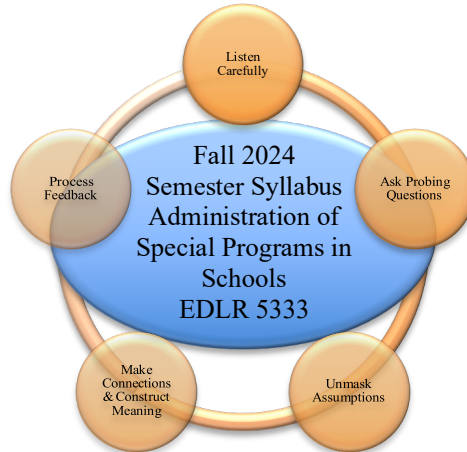 Listen
Carefully
Process
Feedback
Fall 2024
Semester Syllabus
Administration of
Special Programs in
Schools
EDLR 5333
Ask Probing
Questions
Make
Connections
& Construct
Meaning
Unmask
Assumptions